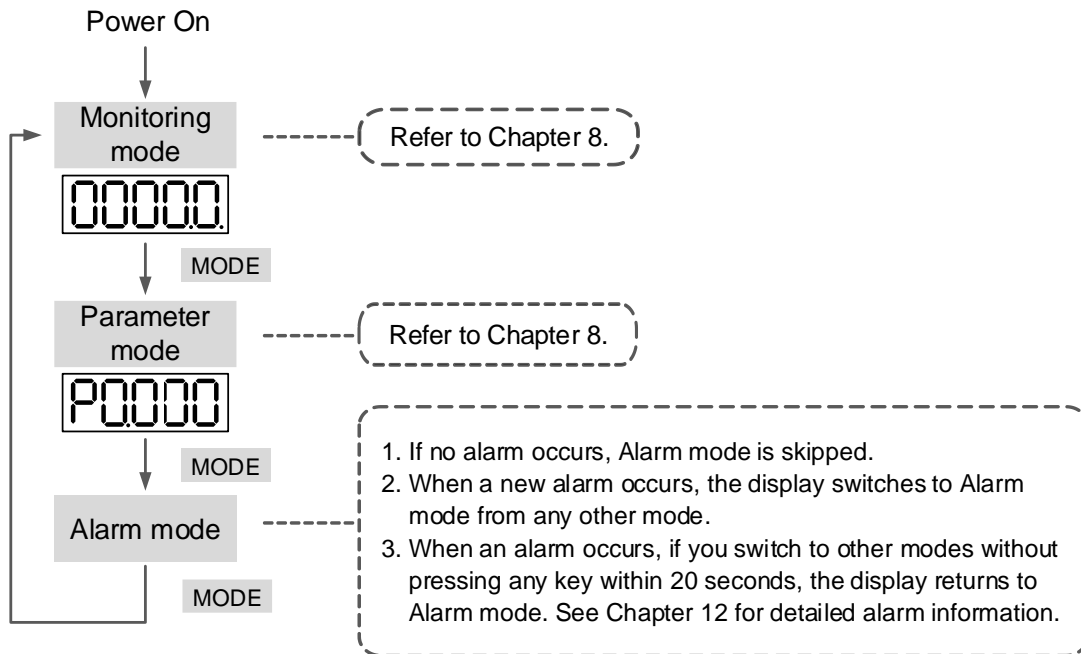 Power On
Monitoring
mode
Refer to Chapter 8.
0000.0.
MODE
Parameter
mode
Refer to Chapter 8.
P0.000
MODE
Alarm mode
1. If no alarm occurs, Alarm mode is skipped.
2. When a new alarm occurs, the display switches to Alarm
mode from any other mode.
3. When an alarm occurs, if you switch to other modes without
pressing any key within 20 seconds, the display returns to
Alarm mode. See Chapter 12 for detailed alarm information.
MODE